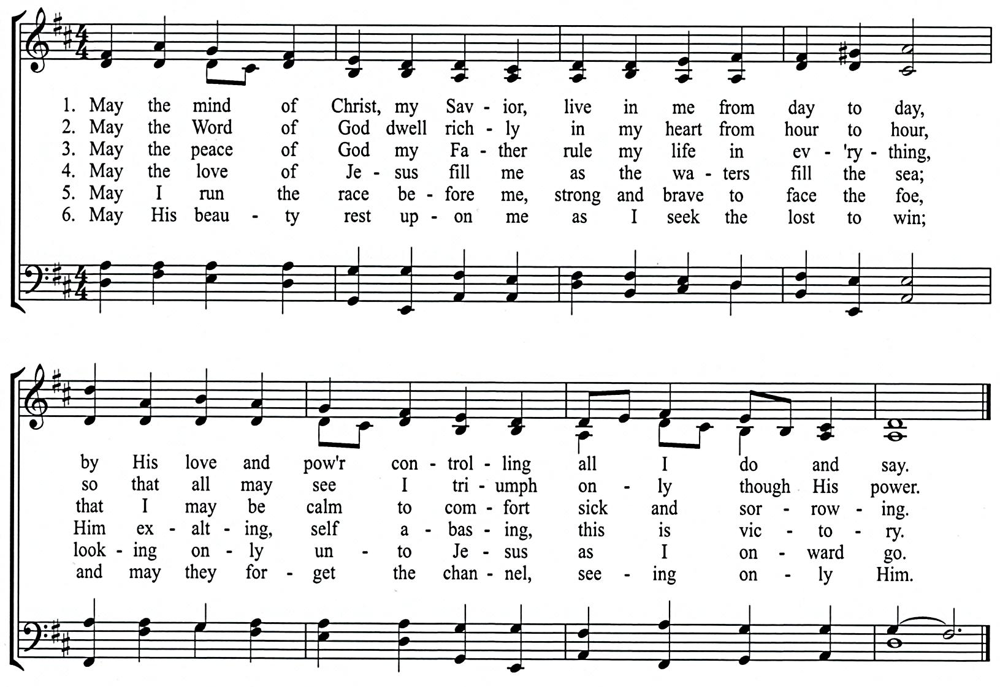 1. May the mind of Christ, my Sav - ior, live in me from day to day,
2. May the Word of God dwell rich - ly in my heart from hour to hour,
3. May the peace of God my Fa - ther rule my life in ev - 'ry - thing,
4. May the love of Je - sus fill me as the wa - ters fill the sea;
5. May I run the race be - fore me, strong and brave to face the foe,
6. May His beau - ty rest up - on me as I seek the lost to win;
by His love and pow'r con - trol - ling all I do and say.
so that all may see I tri - umph on - ly though His power.
that I may be calm to com - fort sick and sor - row - ing.
Him ex - alt - ing, self a - bas - ing, this is vic - to - ry.
look - ing on - ly un - to Je - sus as I on - ward go.
and may they for - get the chan - nel, see - ing on - ly Him.